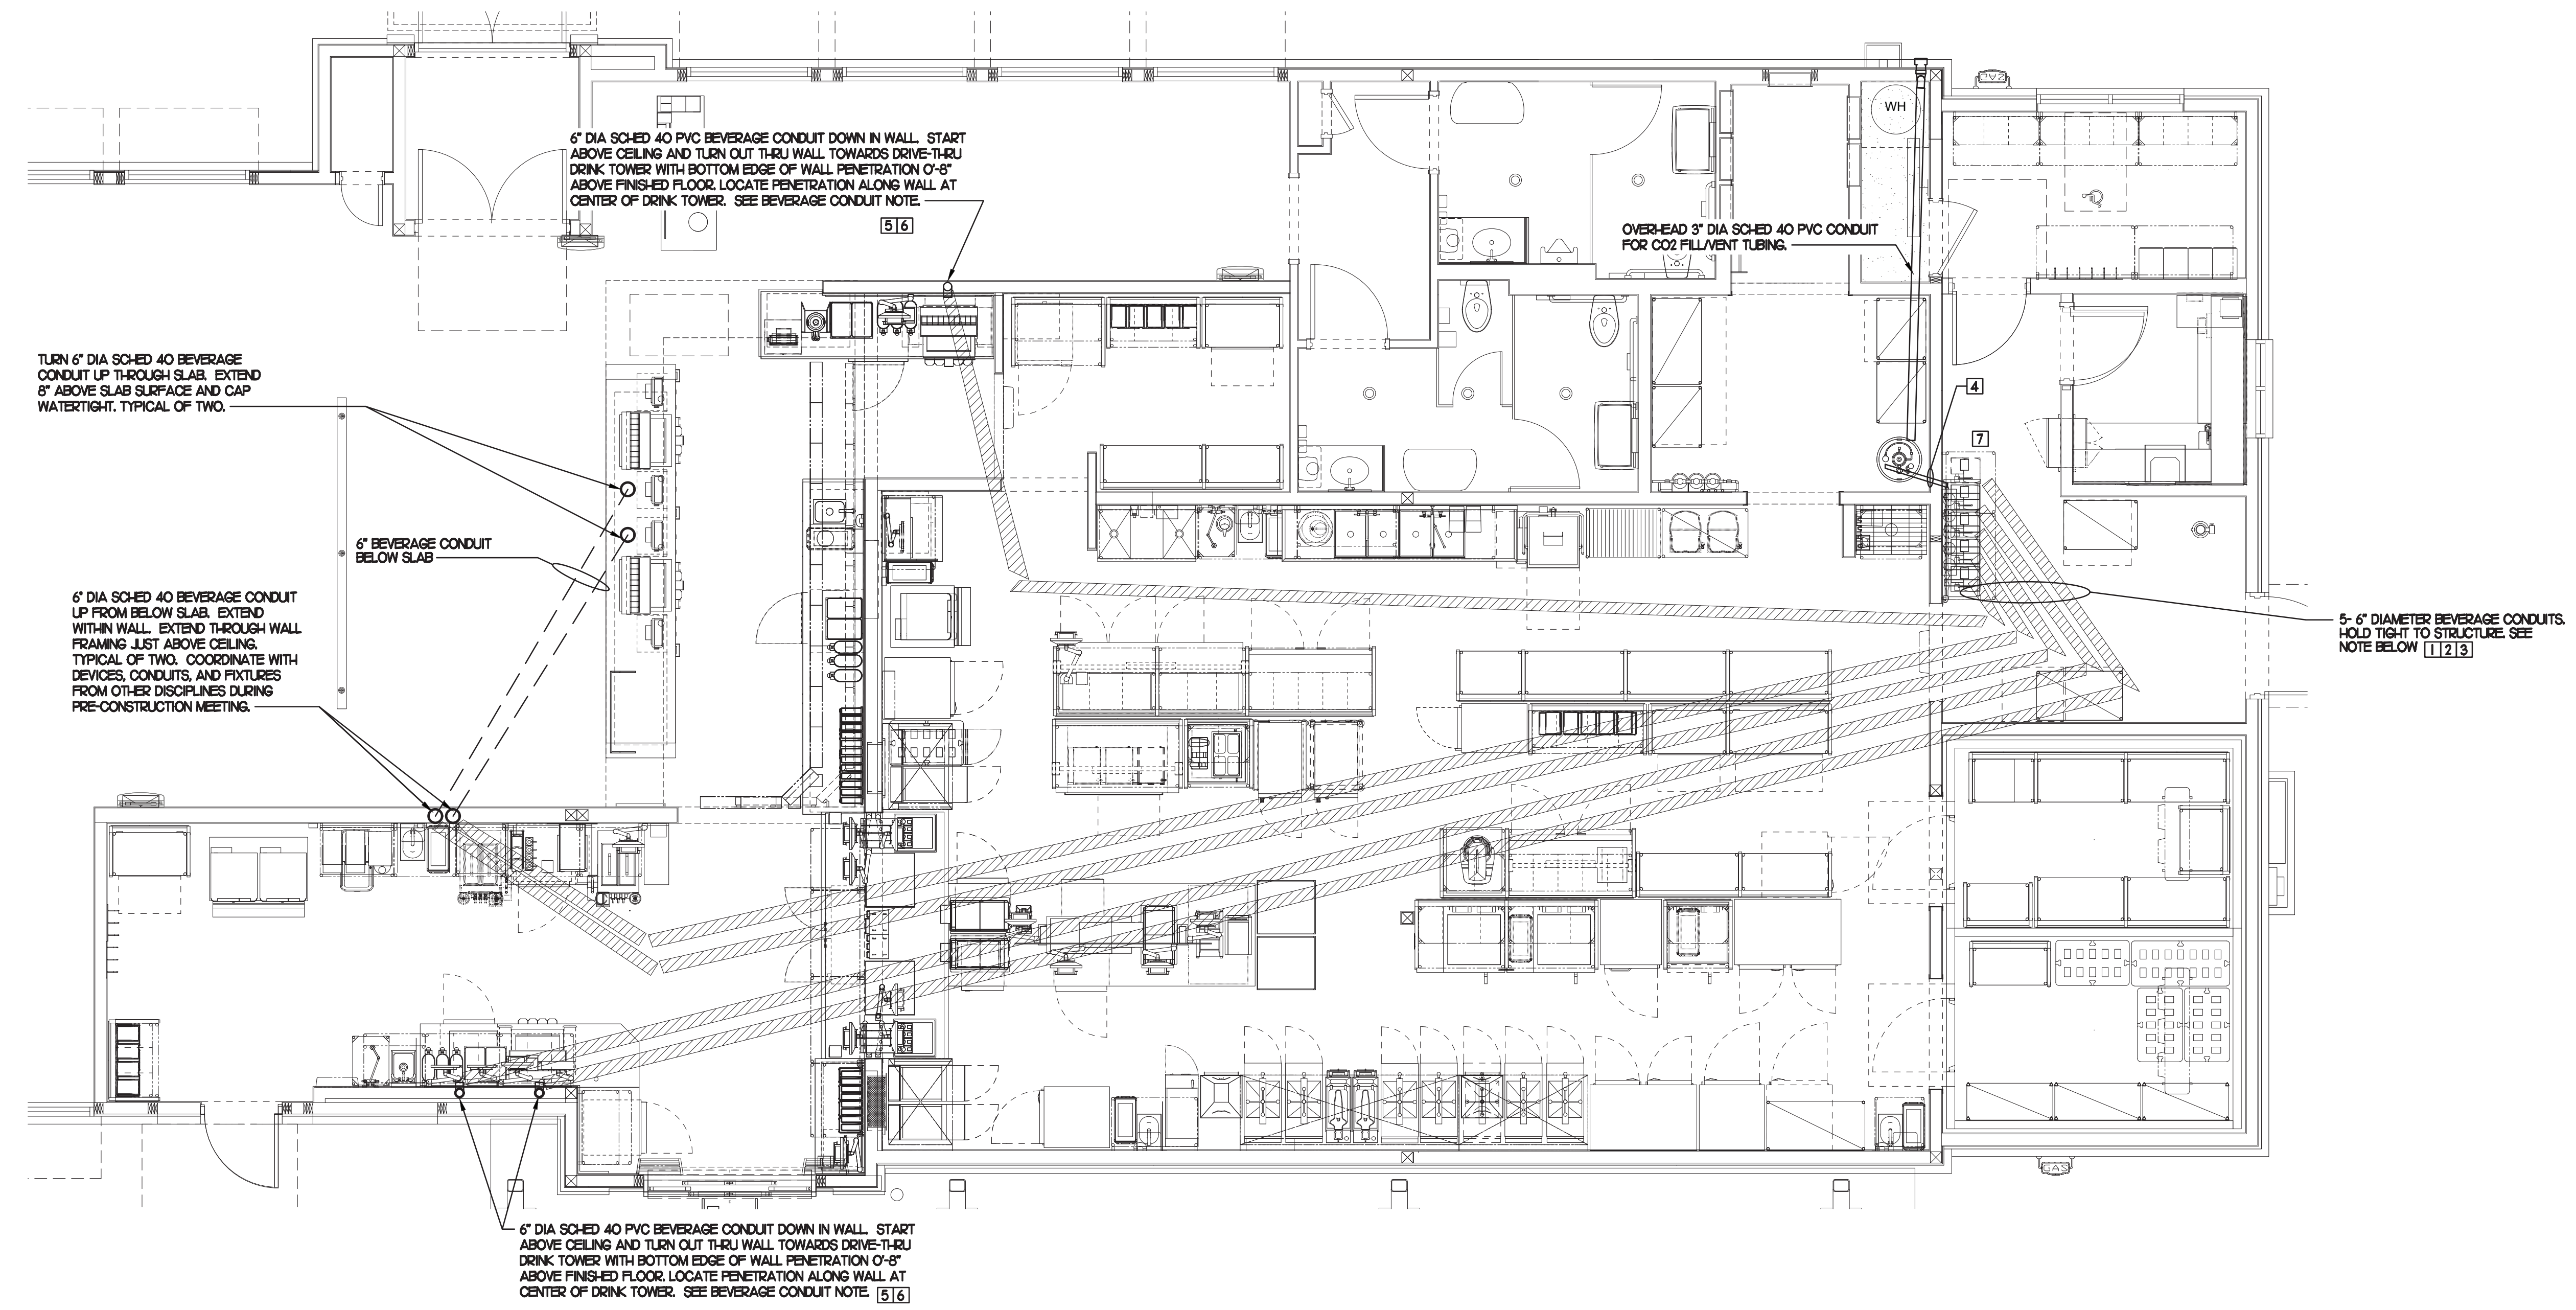 6" DIA SCHED 40 PVC BEVERAGE CONDUIT DOWN IN WALL. START
ABOVE CEILING AND TURN OUT THRU WALL TOWARDS DRIVE-THRU
DRINK TOWER WITH BOTTOM EDGE OF WALL PENETRATION 0'-8"
ABOVE FINISHED FLOOR. LOCATE PENETRATION ALONG WALL AT
CENTER OF DRINK TOWER. SEE BEVERAGE CONDUIT NOTE.
5 6
WH
OVERHEAD 3" DIA SCHED 40 PVC CONDUIT
FOR CO2 FILL/VENT TUBING.
TURN 6" DIA SCHED 40 BEVERAGE
CONDUIT UP THROUGH SLAB. EXTEND
8" ABOVE SLAB SURFACE AND CAP
WATERTIGHT. TYPICAL OF TWO.
4
7
6" BEVERAGE CONDUIT
BELOW SLAB
6" DIA SCHED 40 BEVERAGE CONDUIT
UP FROM BELOW SLAB. EXTEND
WITHIN WALL. EXTEND THROUGH WALL
FRAMING JUST ABOVE CEILING.
TYPICAL OF TWO. COORDINATE WITH
DEVICES, CONDUITS, AND FIXTURES
FROM OTHER DISCIPLINES DURING
PRE-CONSTRUCTION MEETING.
5- 6" DIAMETER BEVERAGE CONDUITS.
HOLD TIGHT TO STRUCTURE. SEE
NOTE BELOW 1 2 3
GAS
GAS
6" DIA SCHED 40 PVC BEVERAGE CONDUIT DOWN IN WALL. START
ABOVE CEILING AND TURN OUT THRU WALL TOWARDS DRIVE-THRU
DRINK TOWER WITH BOTTOM EDGE OF WALL PENETRATION 0'-8"
ABOVE FINISHED FLOOR. LOCATE PENETRATION ALONG WALL AT
CENTER OF DRINK TOWER. SEE BEVERAGE CONDUIT NOTE. 5 6